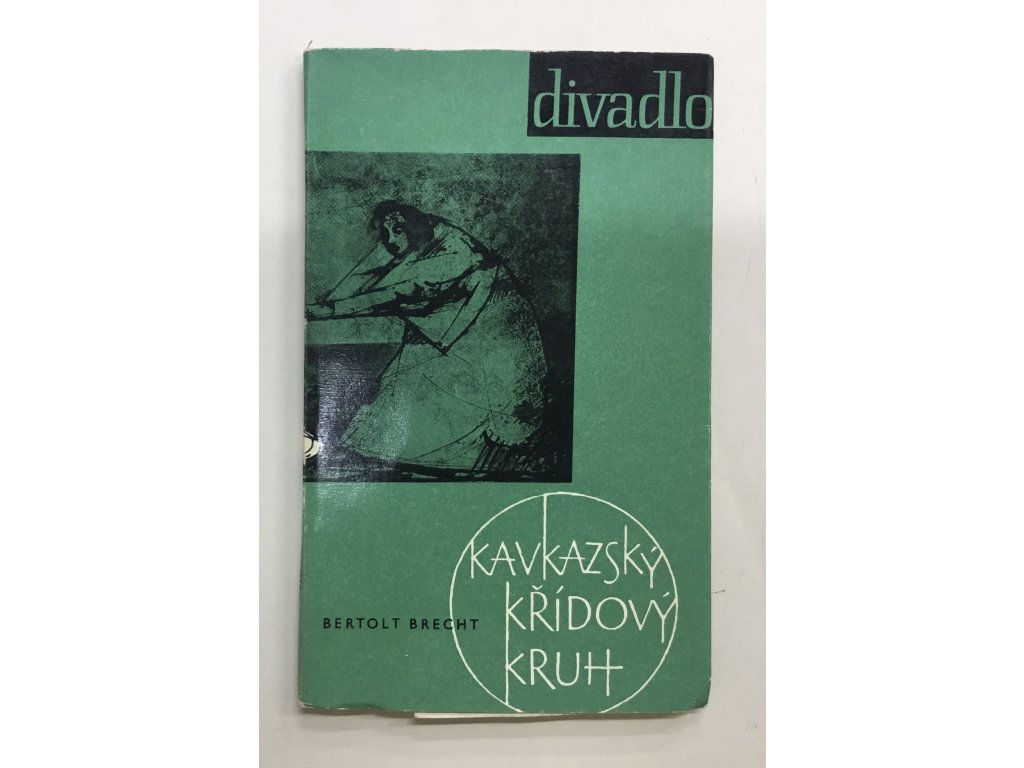 divadlo
KAVKAZSKÝ
KŘÍDOVÝ
KRUH
BERTOLT BRECHT